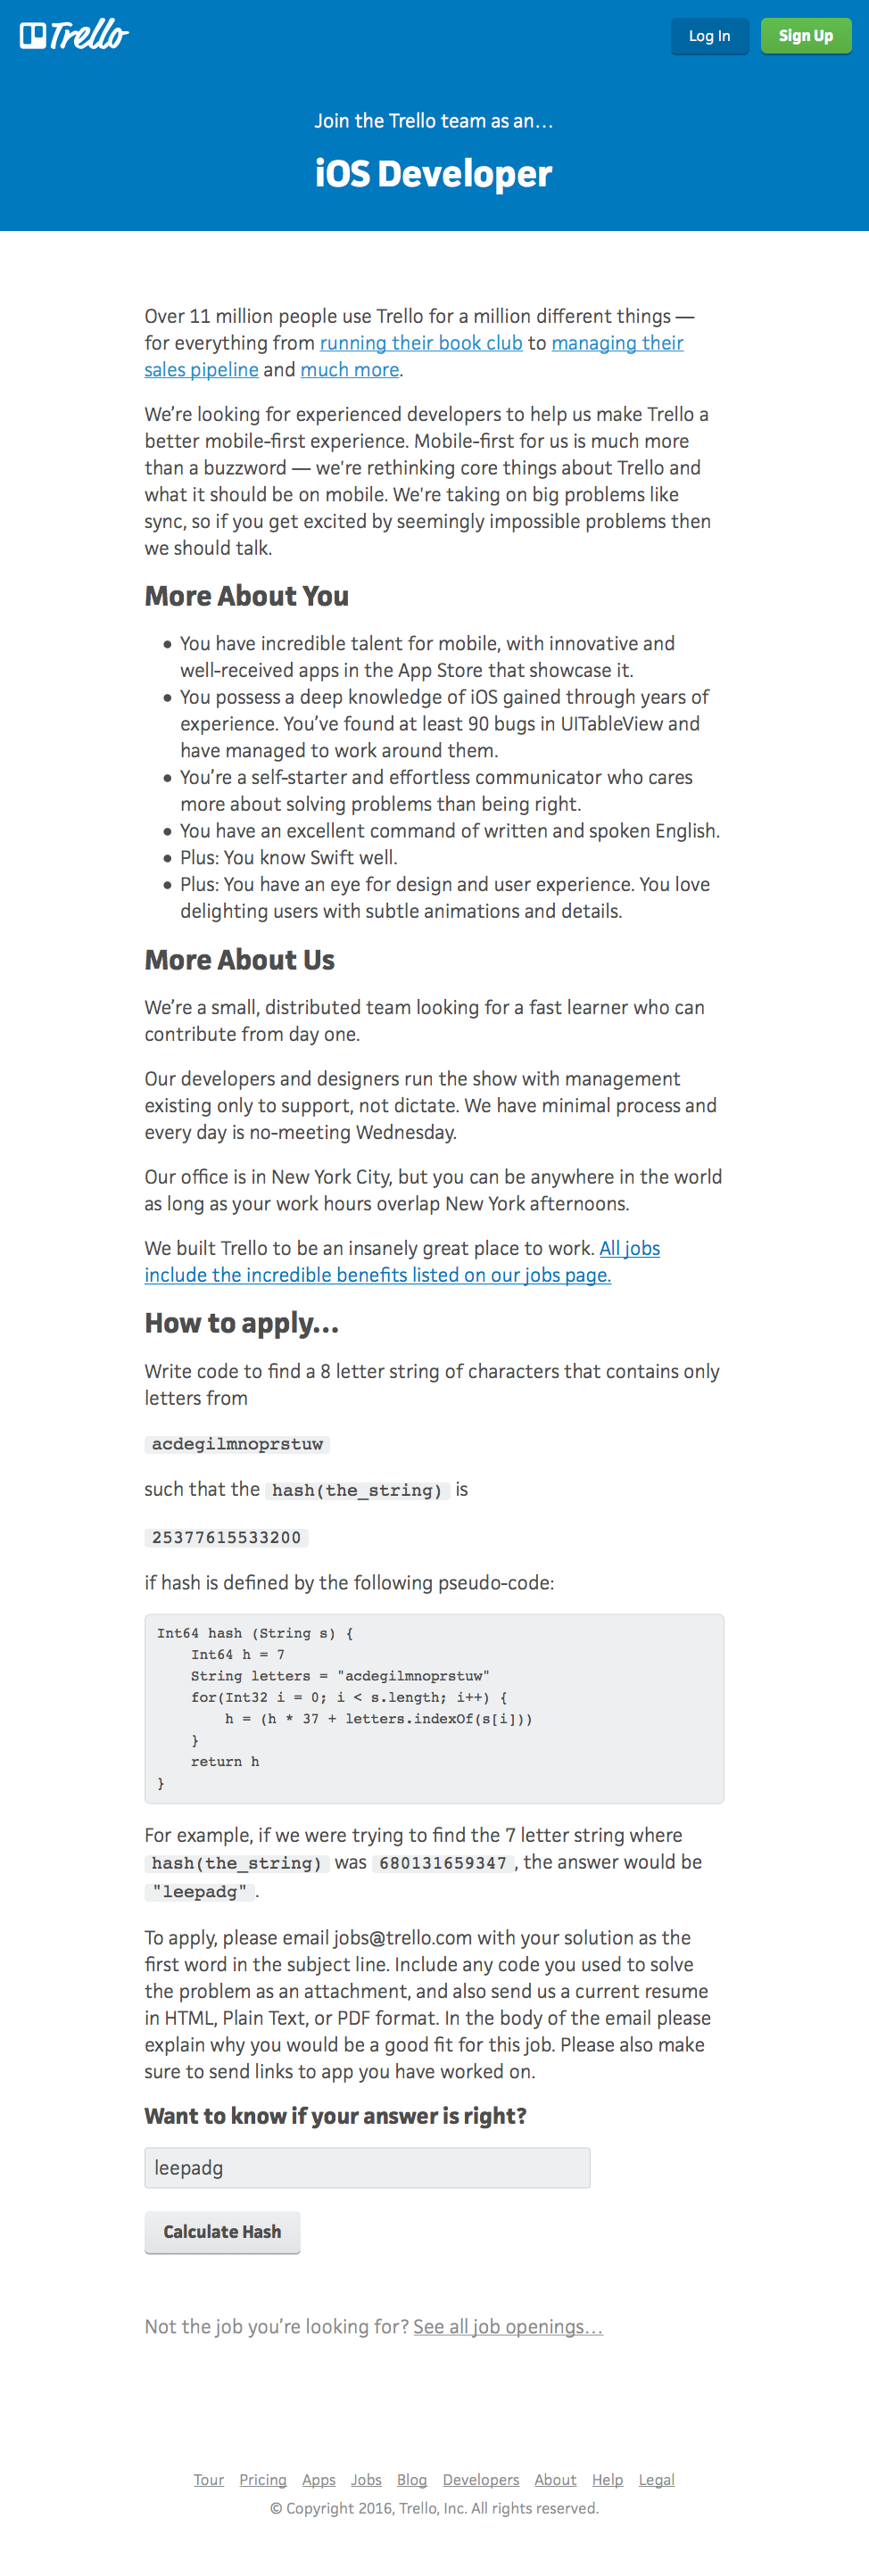 Trello
Log In
Sign Up
Join the Trello team as an…
iOS Developer
Over 11 million people use Trello for a million different things —
for everything from running their book club to managing their
sales pipeline and much more.
We’re looking for experienced developers to help us make Trello a
better mobile-first experience. Mobile-first for us is much more
than a buzzword — we're rethinking core things about Trello and
what it should be on mobile. We're taking on big problems like
sync, so if you get excited by seemingly impossible problems then
we should talk.
More About You
• You have incredible talent for mobile, with innovative and
well-received apps in the App Store that showcase it.
• You possess a deep knowledge of iOS gained through years of
experience. You’ve found at least 90 bugs in UITableView and
have managed to work around them.
• You’re a self-starter and effortless communicator who cares
more about solving problems than being right.
• You have an excellent command of written and spoken English.
• Plus: You know Swift well.
• Plus: You have an eye for design and user experience. You love
delighting users with subtle animations and details.
More About Us
We’re a small, distributed team looking for a fast learner who can
contribute from day one.
Our developers and designers run the show with management
existing only to support, not dictate. We have minimal process and
every day is no-meeting Wednesday.
Our office is in New York City, but you can be anywhere in the world
as long as your work hours overlap New York afternoons.
We built Trello to be an insanely great place to work. All jobs
include the incredible benefits listed on our jobs page.
How to apply…
Write code to find a 8 letter string of characters that contains only
letters from
acdegilmnoprstuw
such that the hash(the_string) is
25377615533200
if hash is defined by the following pseudo-code:
Int64 hash (String s) {
    Int64 h = 7
    String letters = "acdegilmnoprstuw"
    for(Int32 i = 0; i < s.length; i++) {
        h = (h * 37 + letters.indexOf(s[i]))
    }
    return h
}
For example, if we were trying to find the 7 letter string where
hash(the_string) was 680131659347, the answer would be
"leepadg".
To apply, please email jobs@trello.com with your solution as the
first word in the subject line. Include any code you used to solve
the problem as an attachment, and also send us a current resume
in HTML, Plain Text, or PDF format. In the body of the email please
explain why you would be a good fit for this job. Please also make
sure to send links to app you have worked on.
Want to know if your answer is right?
leepadg
Calculate Hash
Not the job you’re looking for? See all job openings…
Tour Pricing Apps Jobs Blog Developers About Help Legal
© Copyright 2016, Trello, Inc. All rights reserved.